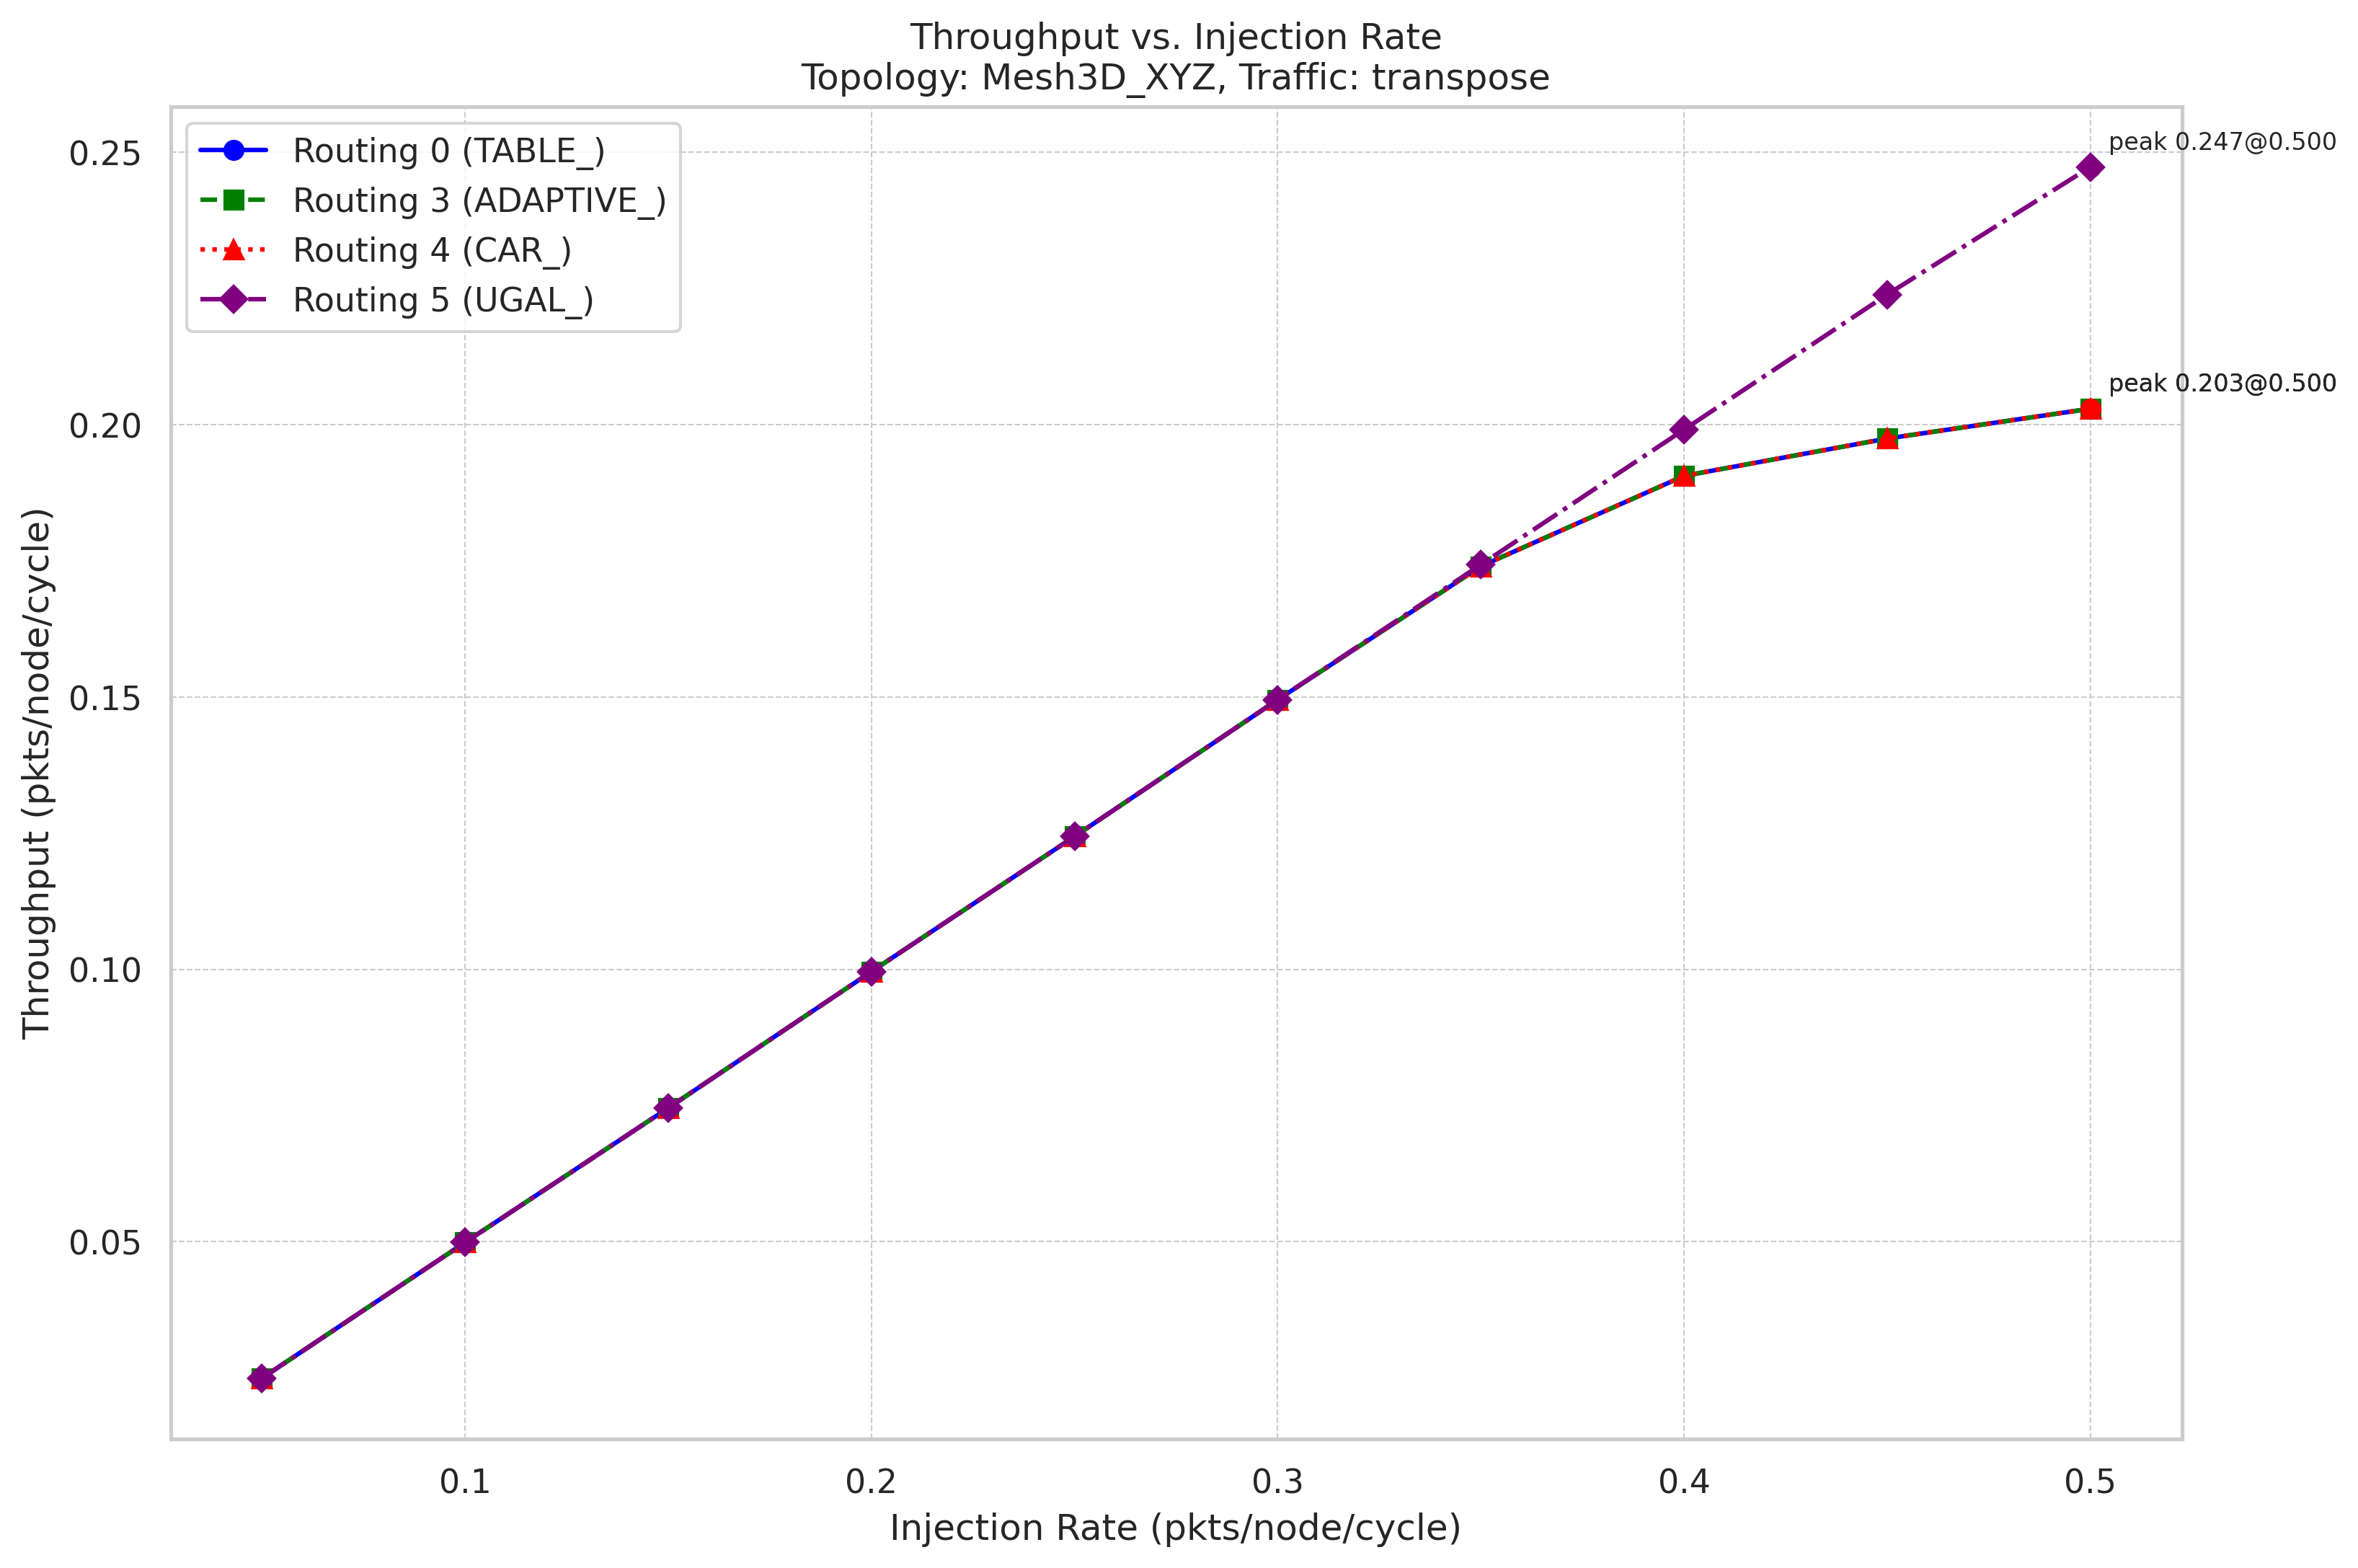 Throughput vs. Injection Rate
Topology: Mesh3D_XYZ, Traffic: transpose
Routing 0 (TABLE_)
Routing 3 (ADAPTIVE_)
Routing 4 (CAR_)
Routing 5 (UGAL_)
peak 0.247@0.500
peak 0.203@0.500
Throughput (pkts/node/cycle)
0.25
0.20
0.15
0.10
0.05
0.1 0.2 0.3 0.4 0.5
Injection Rate (pkts/node/cycle)